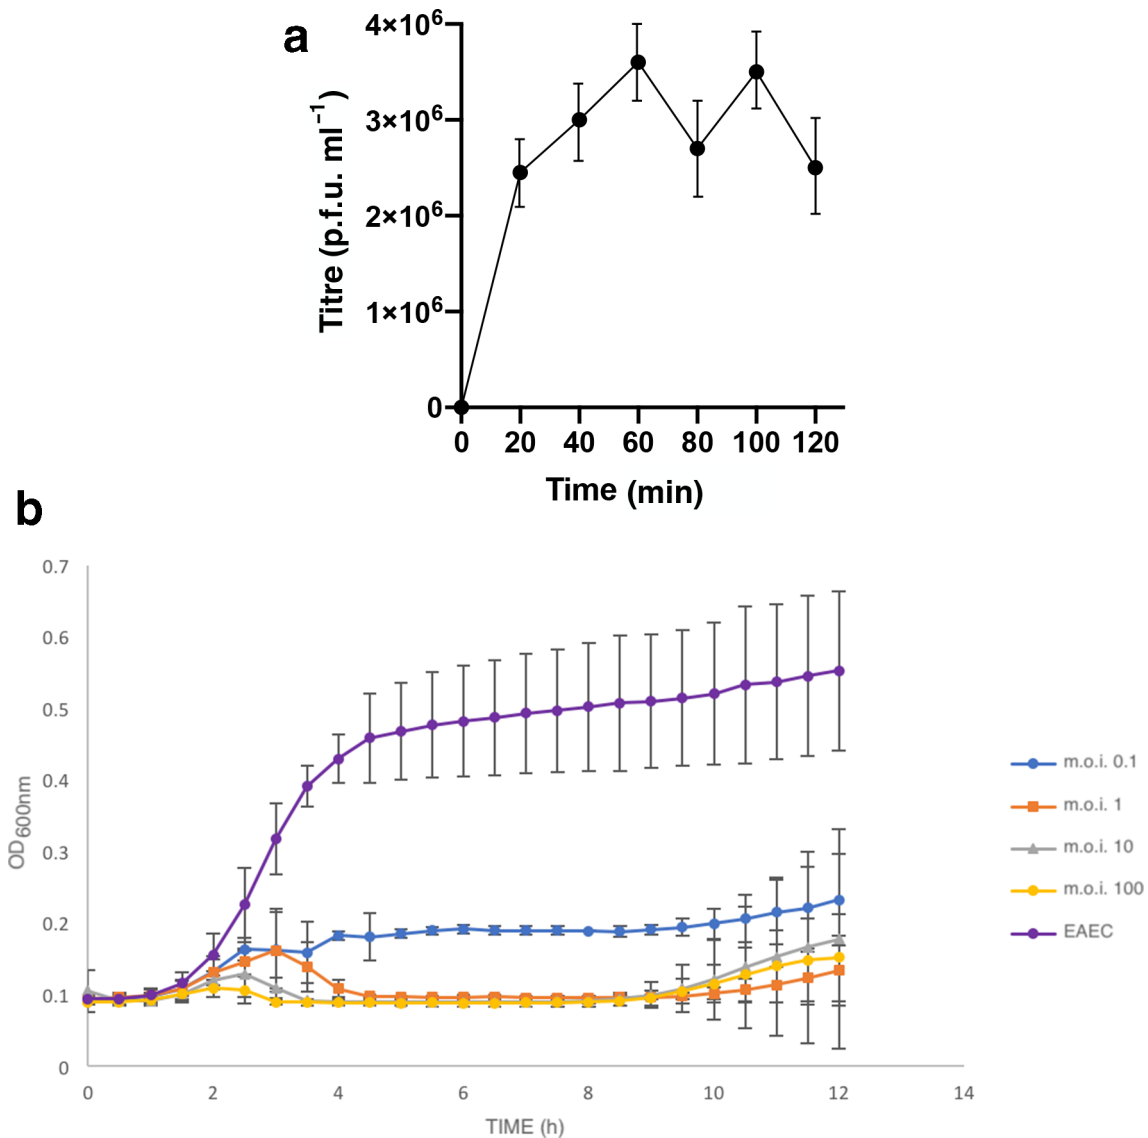 a
4×10⁶
3×10⁶
2×10⁶
1×10⁶
0
Titre (p.f.u. ml⁻¹)
0 20 40 60 80 100 120
Time (min)
b
0.7
0.6
0.5
0.4
0.3
0.2
0.1
0
OD600nm
0 2 4 6 8 10 12 14
TIME (h)
m.o.i. 0.1
m.o.i. 1
m.o.i. 10
m.o.i. 100
EAEC